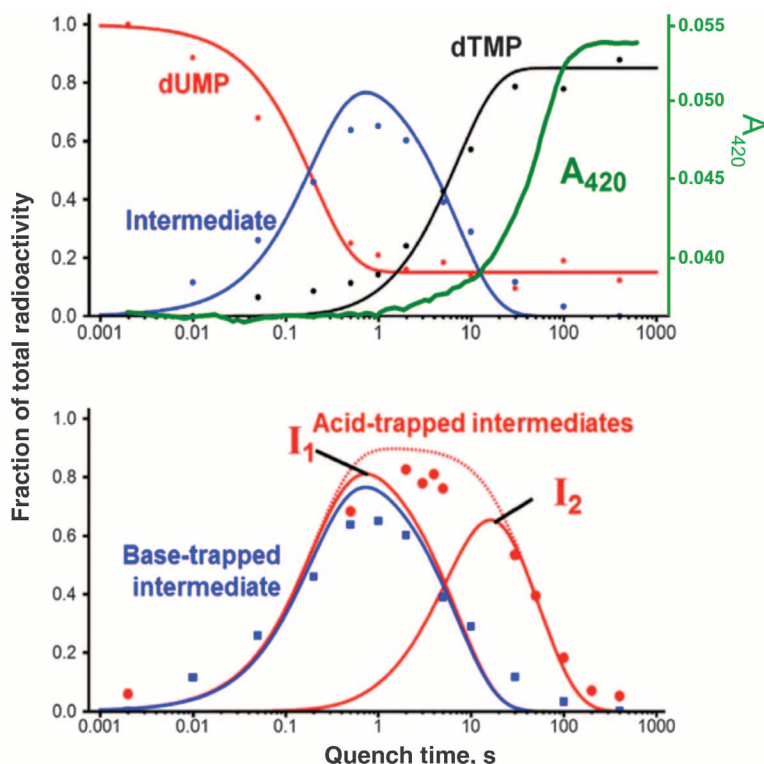 1.0
0.8
0.6
0.4
0.2
0.0
0.001
0.01
0.1
1
10
100
1000
0.055
0.050
0.045
0.039
A420
dUMP
dTMP
Intermediate
A420
Fraction of total radioactivity
1.0
0.8
0.6
0.4
0.2
0.0
0.001
0.01
0.1
1
10
100
1000
Acid-trapped intermediates
I1
I2
Base-trapped
intermediate
Quench time, s